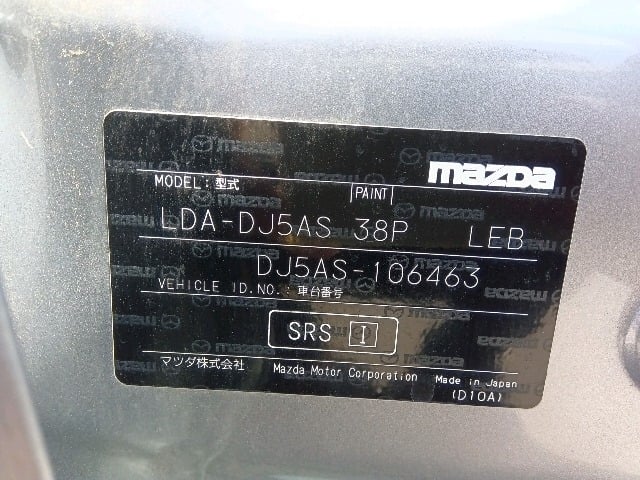 mazda
MODEL:型式 PAINT
LDA-DJ5AS 38P LEB
DJ5AS-106463
VEHICLE ID.NO.:車台番号
SRS I
マツダ株式会社 Mazda Motor Corporation Made in Japan
(D10A)